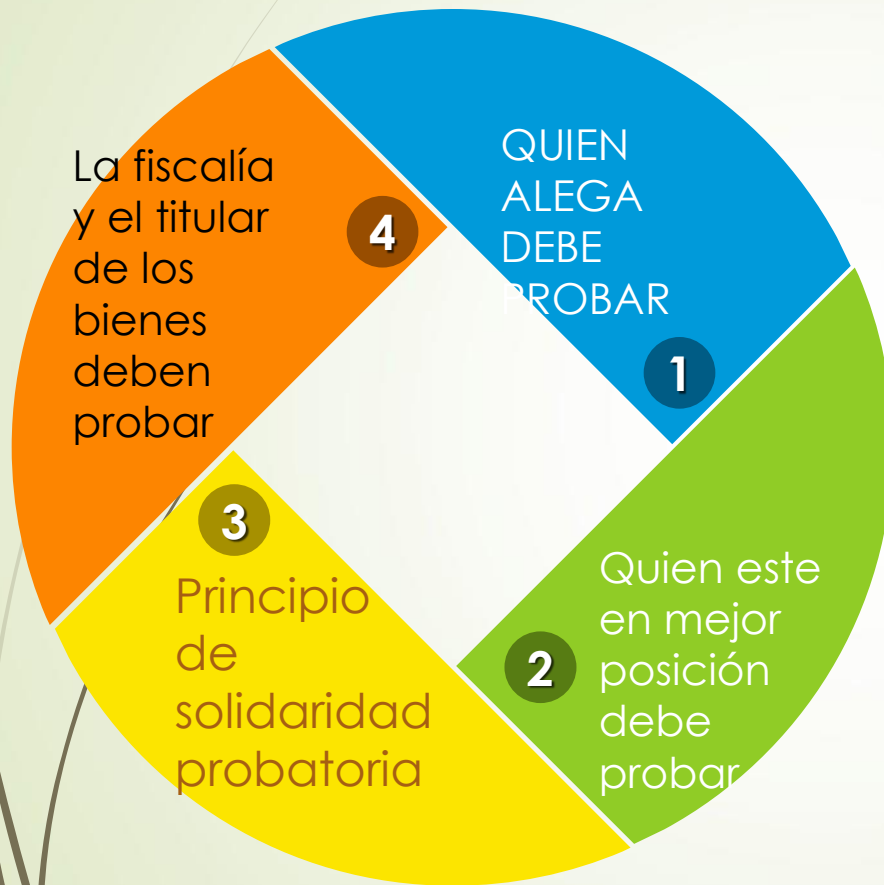 QUIEN
ALEGA
DEBE
PROBAR
1
Quien este
en mejor
posición
debe
probar
2
3
Principio
de
solidaridad
probatoria
La fiscalía
y el titular
de los
bienes
deben
probar
4